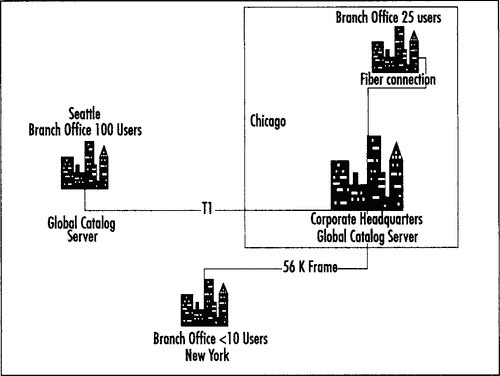 Branch Office 25 users
Fiber connection
Seattle
Branch Office 100 Users
Chicago
T1
Global Catalog
Server
Corporate Headquarters
Global Catalog Server
56 K Frame
Branch Office <10 Users
New York